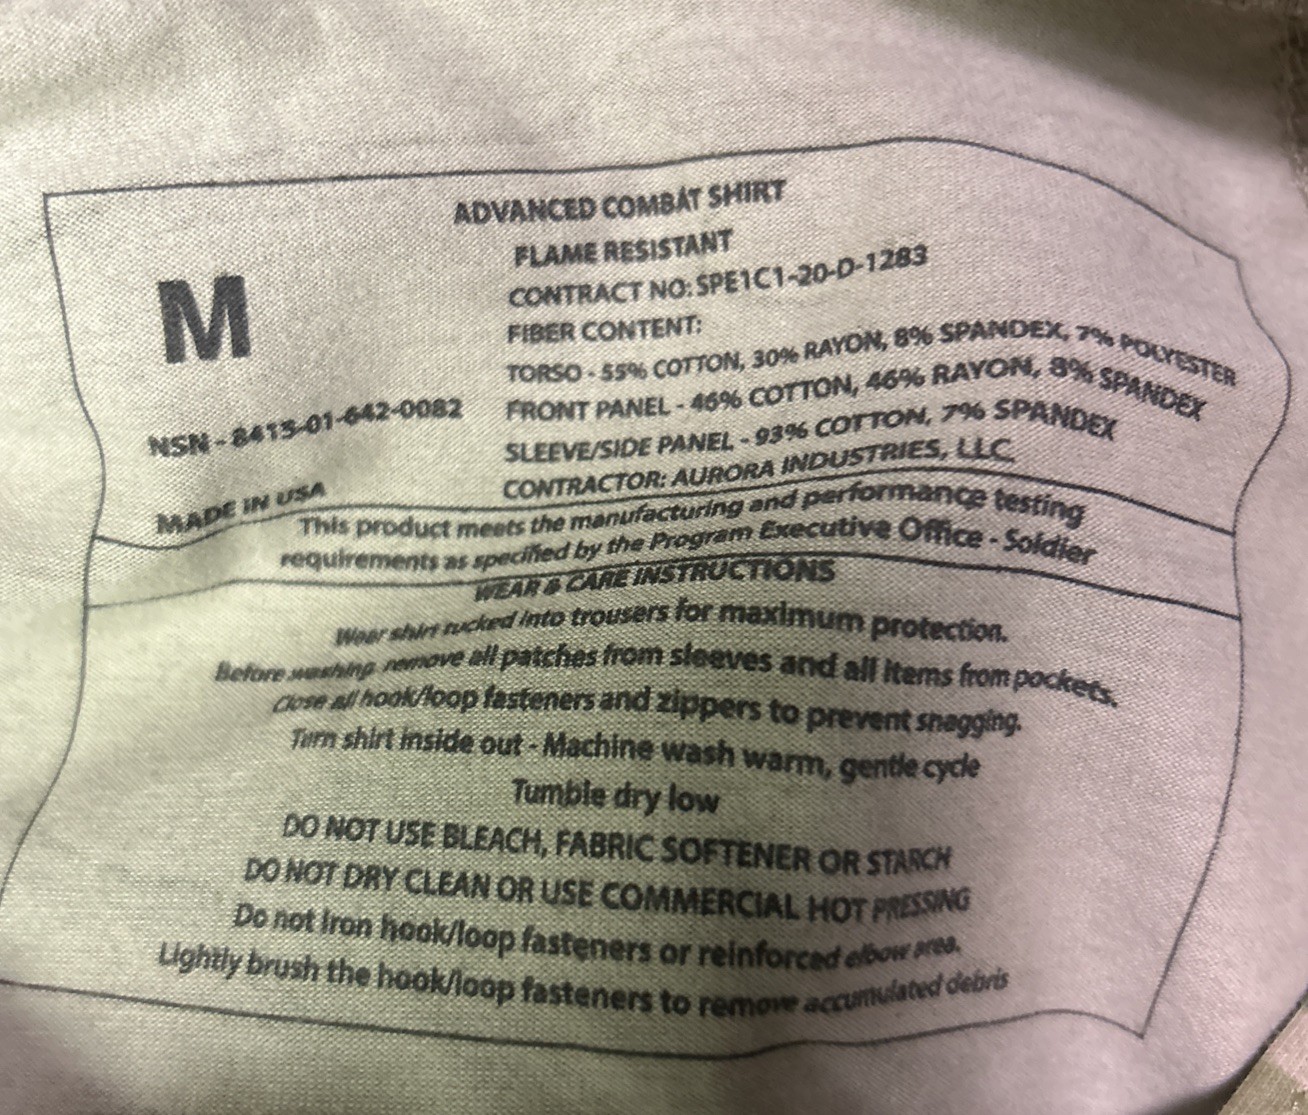 ADVANCED COMBAT SHIRT
FLAME RESISTANT
M
CONTRACT NO: SPE1C1-20-D-1283
FIBER CONTENT:
TORSO - 55% COTTON, 30% RAYON, 8% SPANDEX, 7% POLYESTER
FRONT PANEL - 46% COTTON, 46% RAYON, 8% SPANDEX
NSN - 8415-01-642-0082
SLEEVE/SIDE PANEL - 93% COTTON, 7% SPANDEX
CONTRACTOR: AURORA INDUSTRIES, LLC
MADE IN USA
This product meets the manufacturing and performance testing
requirements as specified by the Program Executive Office - Soldier
WEAR & CARE INSTRUCTIONS
Wear shirt tucked into trousers for maximum protection.
Before washing remove all patches from sleeves and all items from pockets.
Close all hook/loop fasteners and zippers to prevent snagging.
Turn shirt inside out - Machine wash warm, gentle cycle
Tumble dry low
DO NOT USE BLEACH, FABRIC SOFTENER OR STARCH
DO NOT DRY CLEAN OR USE COMMERCIAL HOT PRESSING
Do not Iron hook/loop fasteners or reinforced elbow area.
Lightly brush the hook/loop fasteners to remove accumulated debris